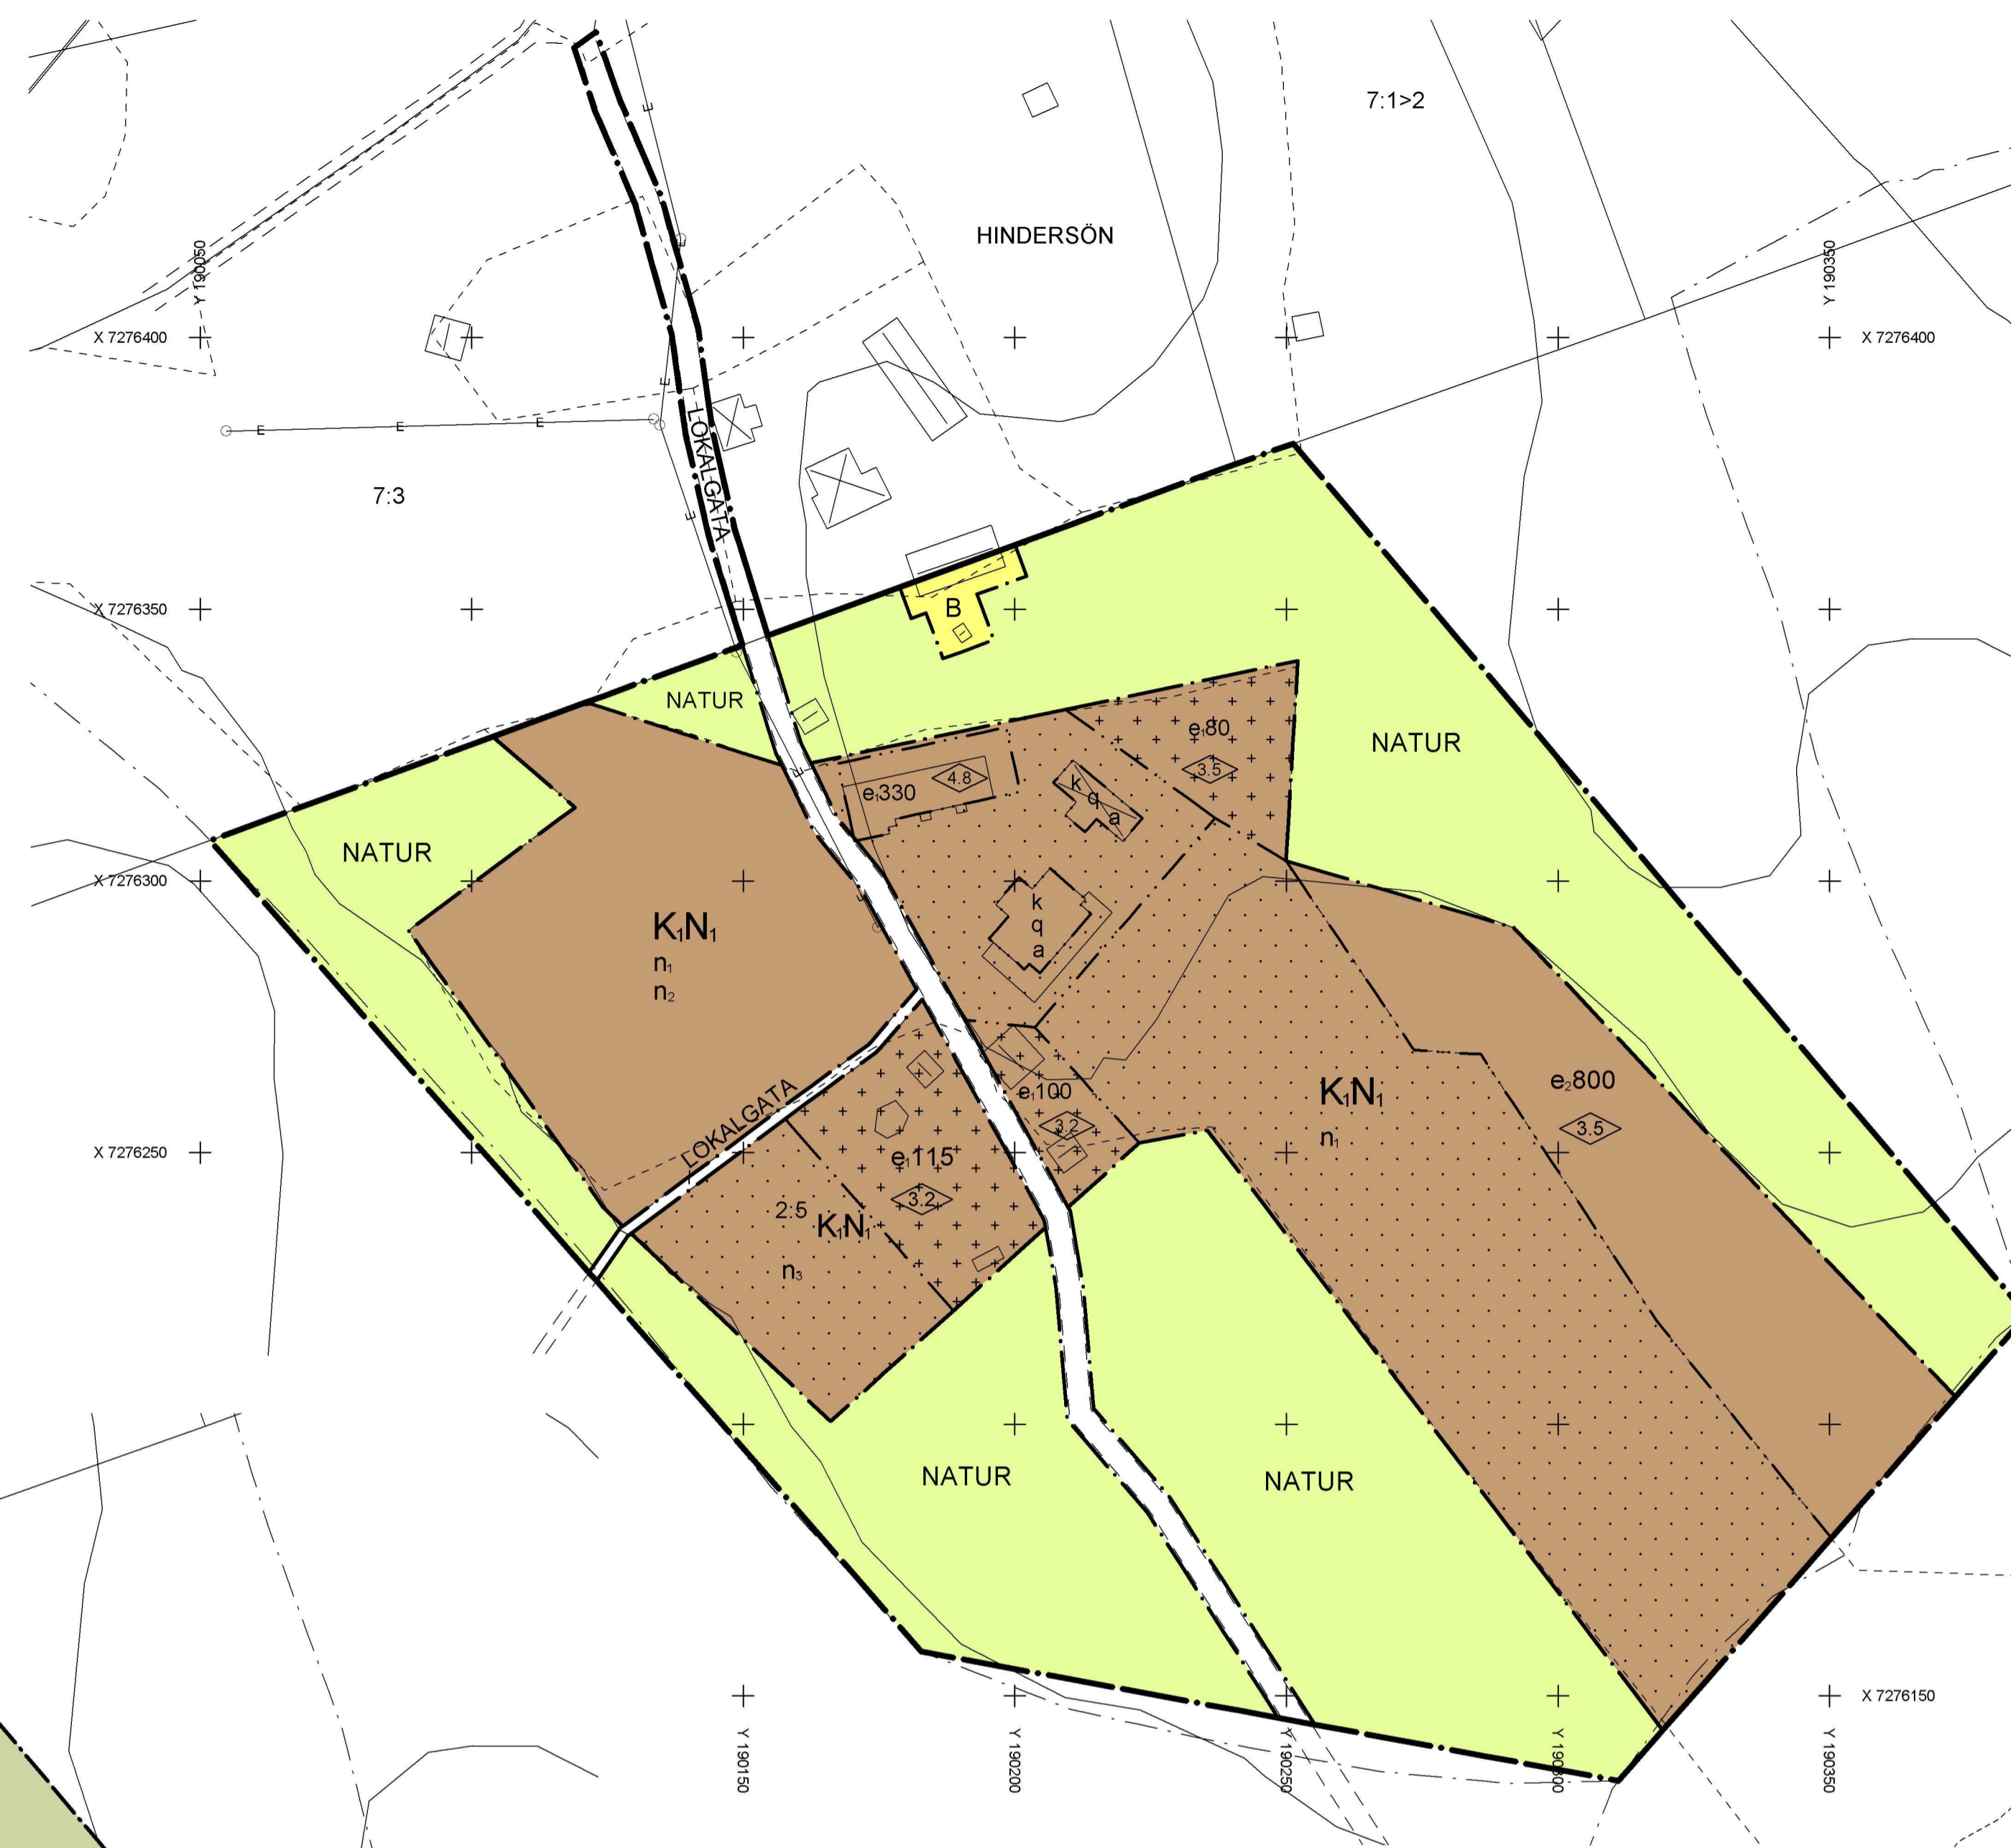 7:1>2
HINDERSÖN
Y 190050
Y 190350
X 7276400
X 7276400
E
E
E
E
E
E
LOKALGATA
7:3
X 7276350
B
NATUR
e₁80
3.5
NATUR
4.8
e₁330
k
q
a
NATUR
X 7276300
k
q
a
K₁N₁
n₁
n₂
K₁N₁
n₁
e₂800
3.5
e₁100
3.2
LOKALGATA
X 7276250
e₁115
3.2
2:5
K₁N₁
n₃
NATUR
NATUR
X 7276150
Y 190150
Y 190200
Y 190250
Y 190300
Y 190350